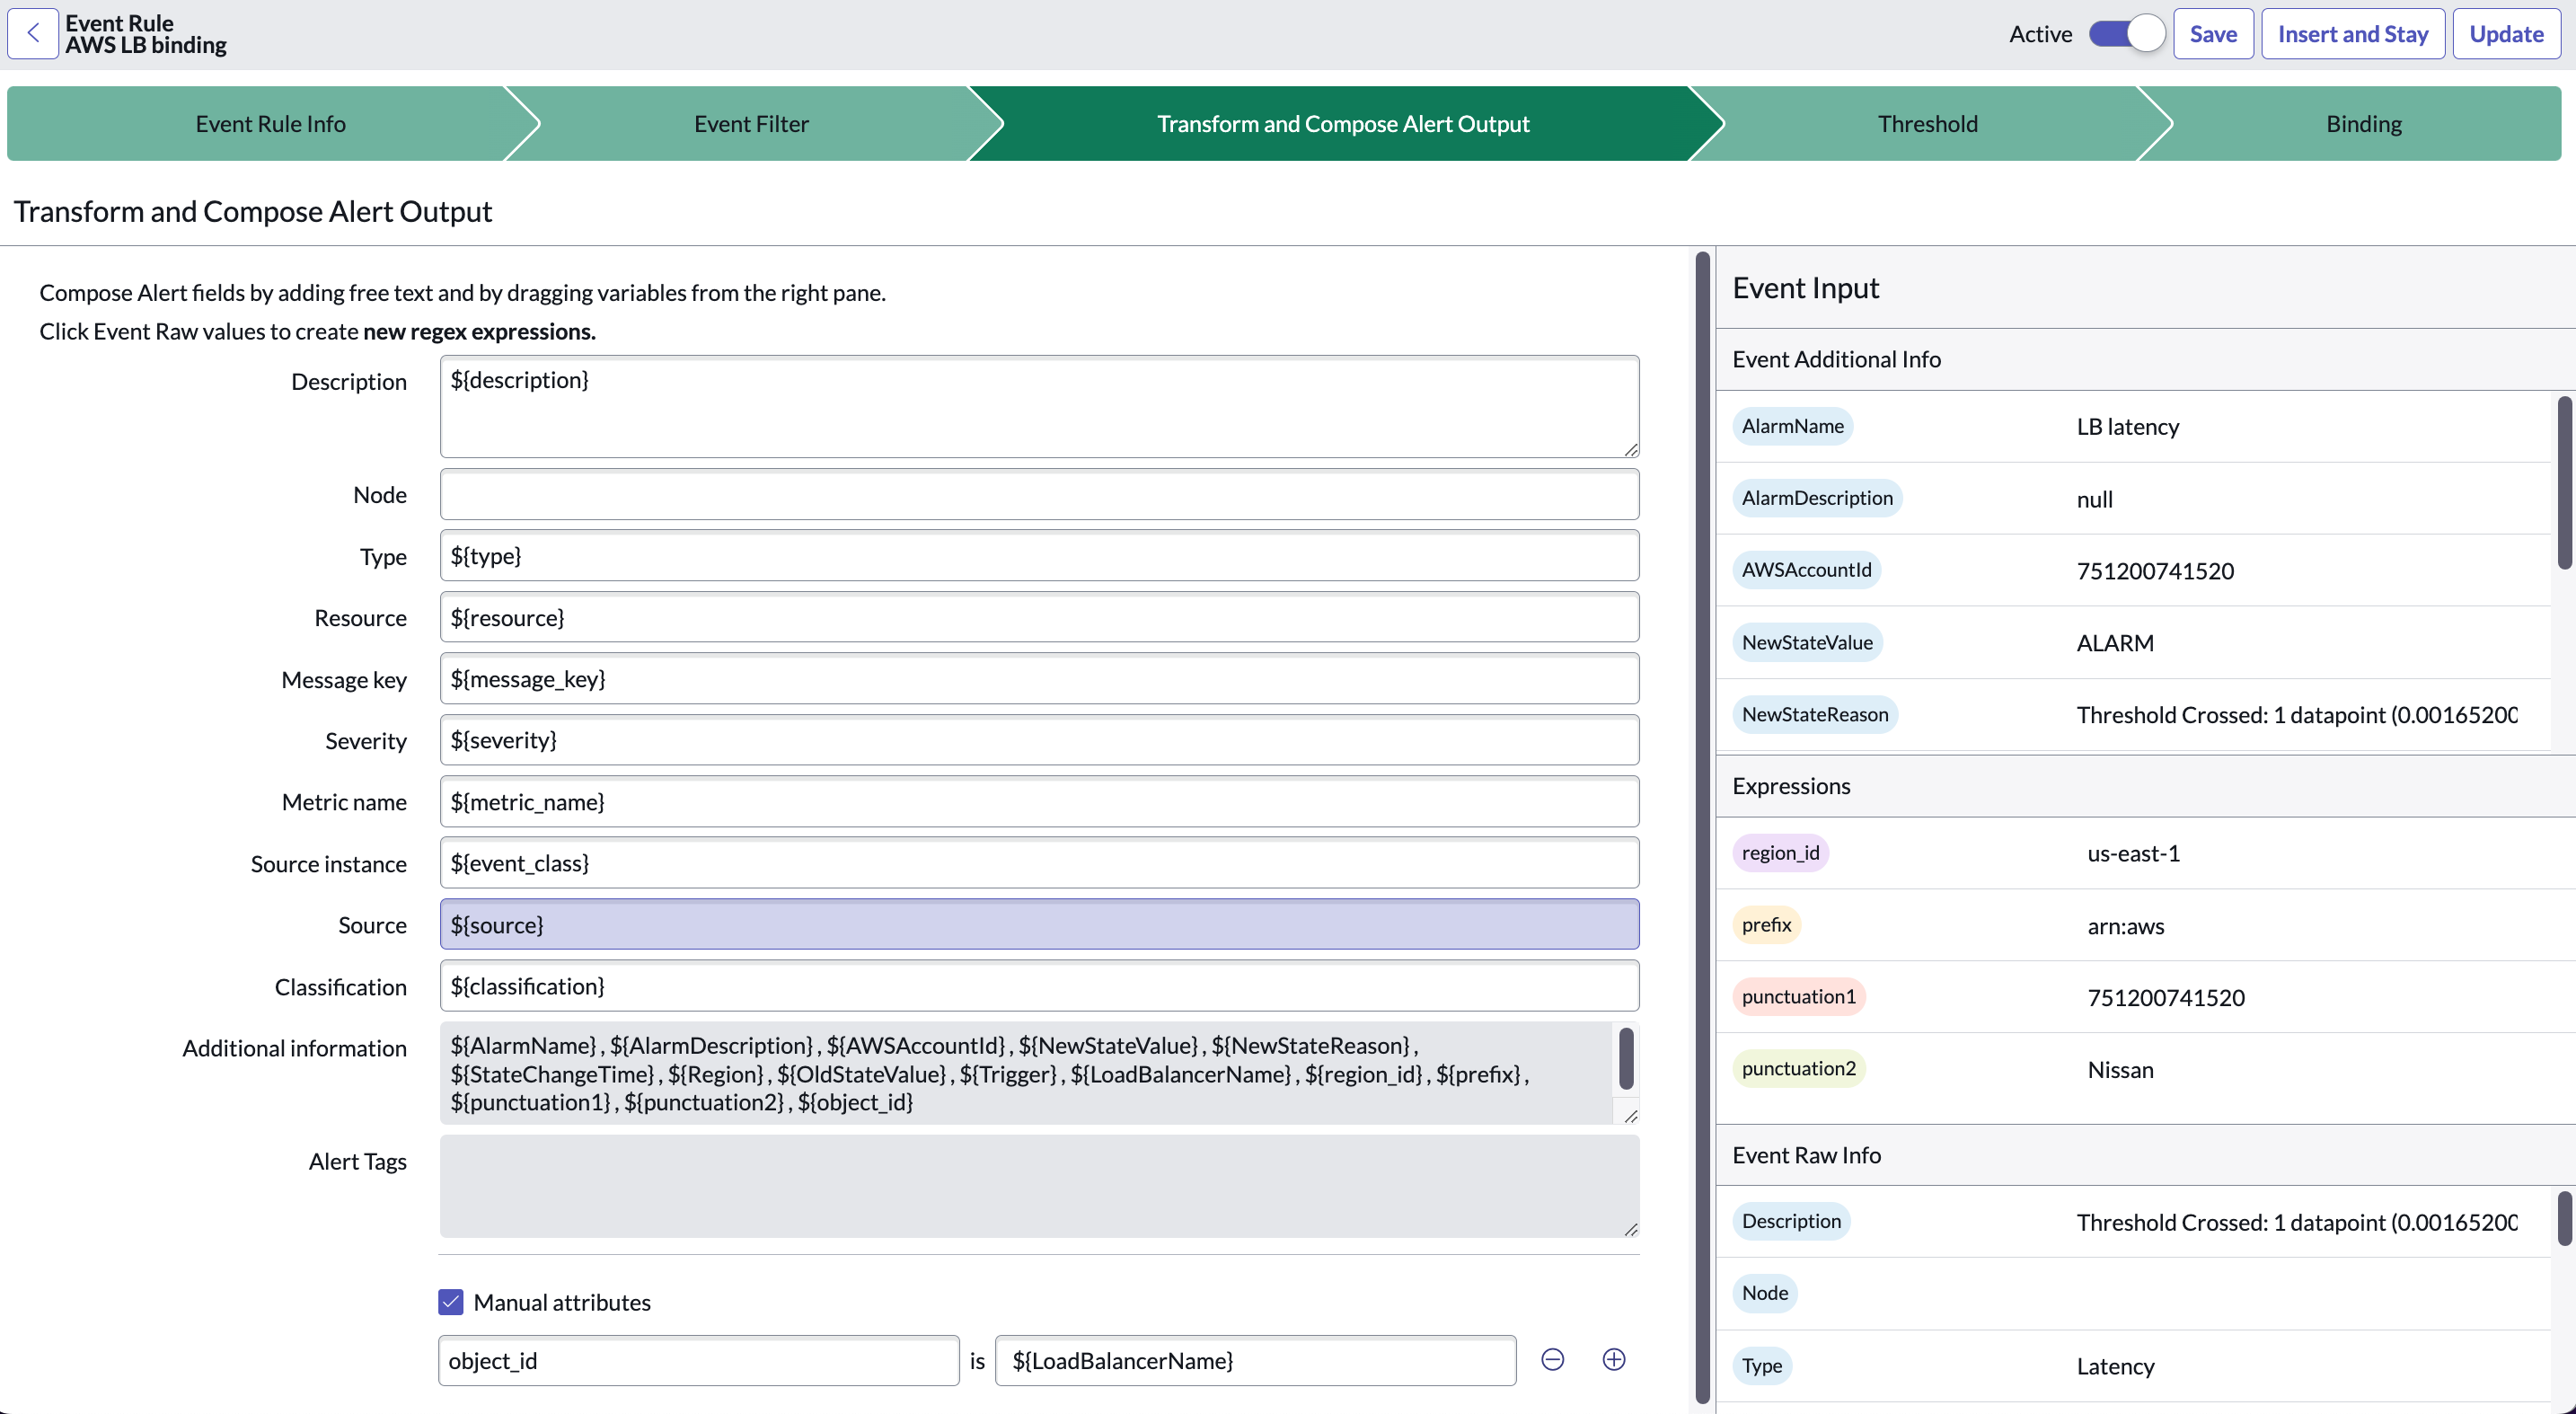 Event Rule
AWS LB binding
Active
Save
Insert and Stay
Update
Event Rule Info
Event Filter
Transform and Compose Alert Output
Threshold
Binding
Transform and Compose Alert Output
Compose Alert fields by adding free text and by dragging variables from the right pane.
Click Event Raw values to create new regex expressions.
Description
${description}
Node
Type
${type}
Resource
${resource}
Message key
${message_key}
Severity
${severity}
Metric name
${metric_name}
Source instance
${event_class}
Source
${source}
Classification
${classification}
Additional information
${AlarmName} , ${AlarmDescription} , ${AWSAccountId} , ${NewStateValue} , ${NewStateReason} ,
${StateChangeTime} , ${Region} , ${OldStateValue} , ${Trigger} , ${LoadBalancerName} , ${region_id} , ${prefix} ,
${punctuation1} , ${punctuation2} , ${object_id}
Alert Tags
Manual attributes
object_id
is
${LoadBalancerName}
Event Input
Event Additional Info
AlarmName
LB latency
AlarmDescription
null
AWSAccountId
751200741520
NewStateValue
ALARM
NewStateReason
Threshold Crossed: 1 datapoint (0.00165200
Expressions
region_id
us-east-1
prefix
arn:aws
punctuation1
751200741520
punctuation2
Nissan
Event Raw Info
Description
Threshold Crossed: 1 datapoint (0.00165200
Node
Type
Latency